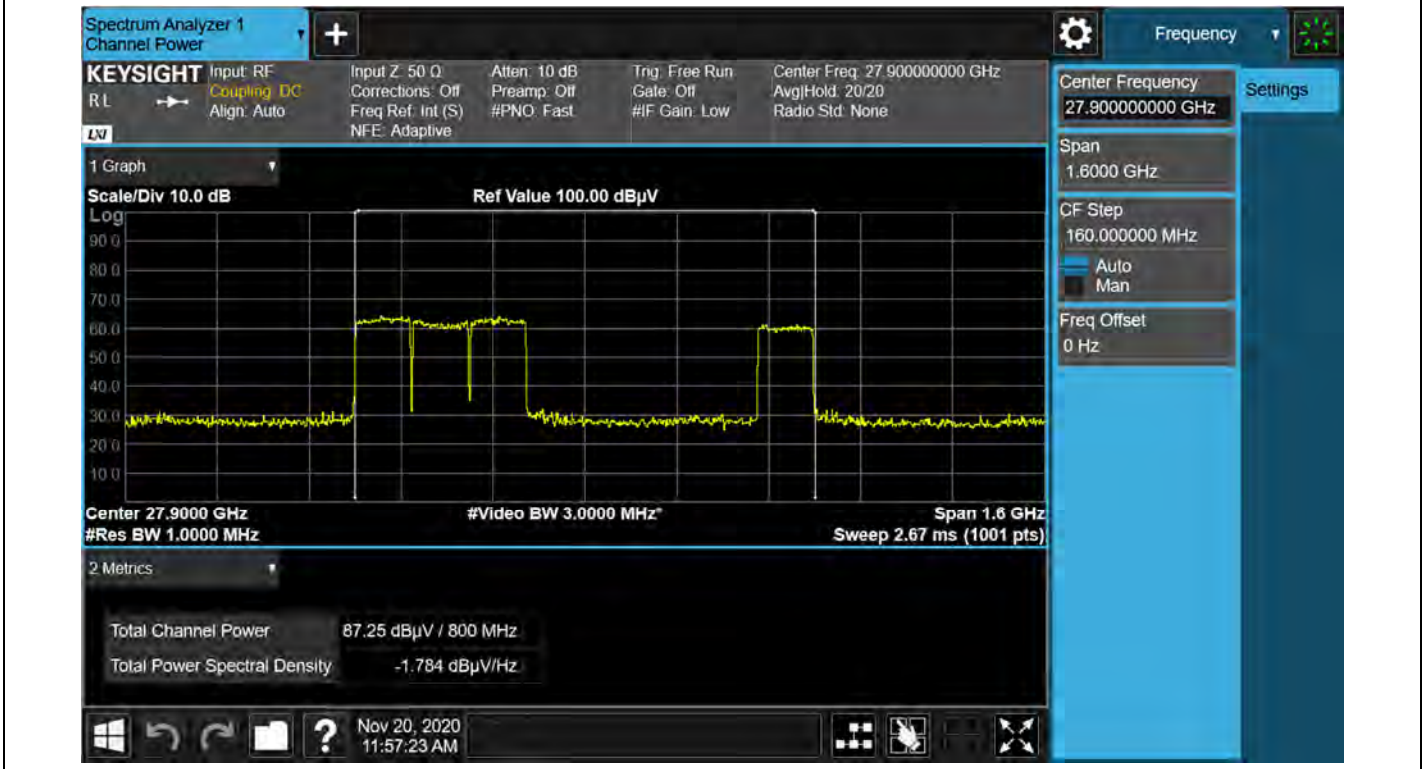 Spectrum Analyzer 1
Channel Power
Frequency
KEYSIGHT
RL
LXI
Input: RF
Coupling: DC
Align: Auto
Input Z: 50 Ω
Corrections: Off
Freq Ref: Int (S)
NFE: Adaptive
Atten: 10 dB
Preamp: Off
#PNO: Fast
Trig: Free Run
Gate: Off
#IF Gain: Low
Center Freq: 27.900000000 GHz
Avg|Hold: 20/20
Radio Std: None
Center Frequency
27.900000000 GHz
Settings
Span
1.6000 GHz
CF Step
160.000000 MHz
Auto
Man
Freq Offset
0 Hz
1 Graph
Scale/Div 10.0 dB
Ref Value 100.00 dBµV
Log
90.0
80.0
70.0
60.0
50.0
40.0
30.0
20.0
10.0
Center 27.9000 GHz
#Video BW 3.0000 MHz*
Span 1.6 GHz
#Res BW 1.0000 MHz
Sweep 2.67 ms (1001 pts)
2 Metrics
Total Channel Power 87.25 dBµV / 800 MHz
Total Power Spectral Density -1.784 dBµV/Hz
?
Nov 20, 2020
11:57:23 AM